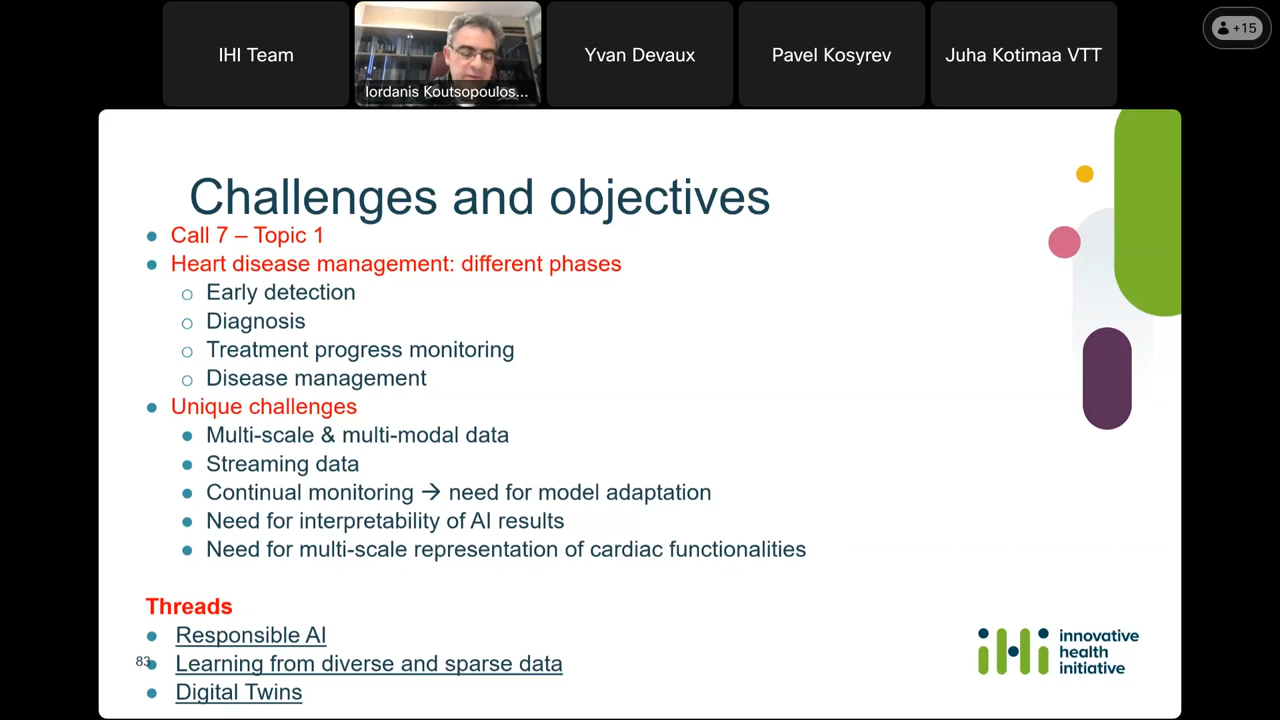 IHI Team
Iordanis Koutsopoulos...
Yvan Devaux
Pavel Kosyrev
Juha Kotimaa VTT
+15
Challenges and objectives
Call 7 – Topic 1
Heart disease management: different phases
Early detection
Diagnosis
Treatment progress monitoring
Disease management
Unique challenges
Multi-scale & multi-modal data
Streaming data
Continual monitoring → need for model adaptation
Need for interpretability of AI results
Need for multi-scale representation of cardiac functionalities
Threads
Responsible AI
83
Learning from diverse and sparse data
Digital Twins
iHi
innovative
health
initiative